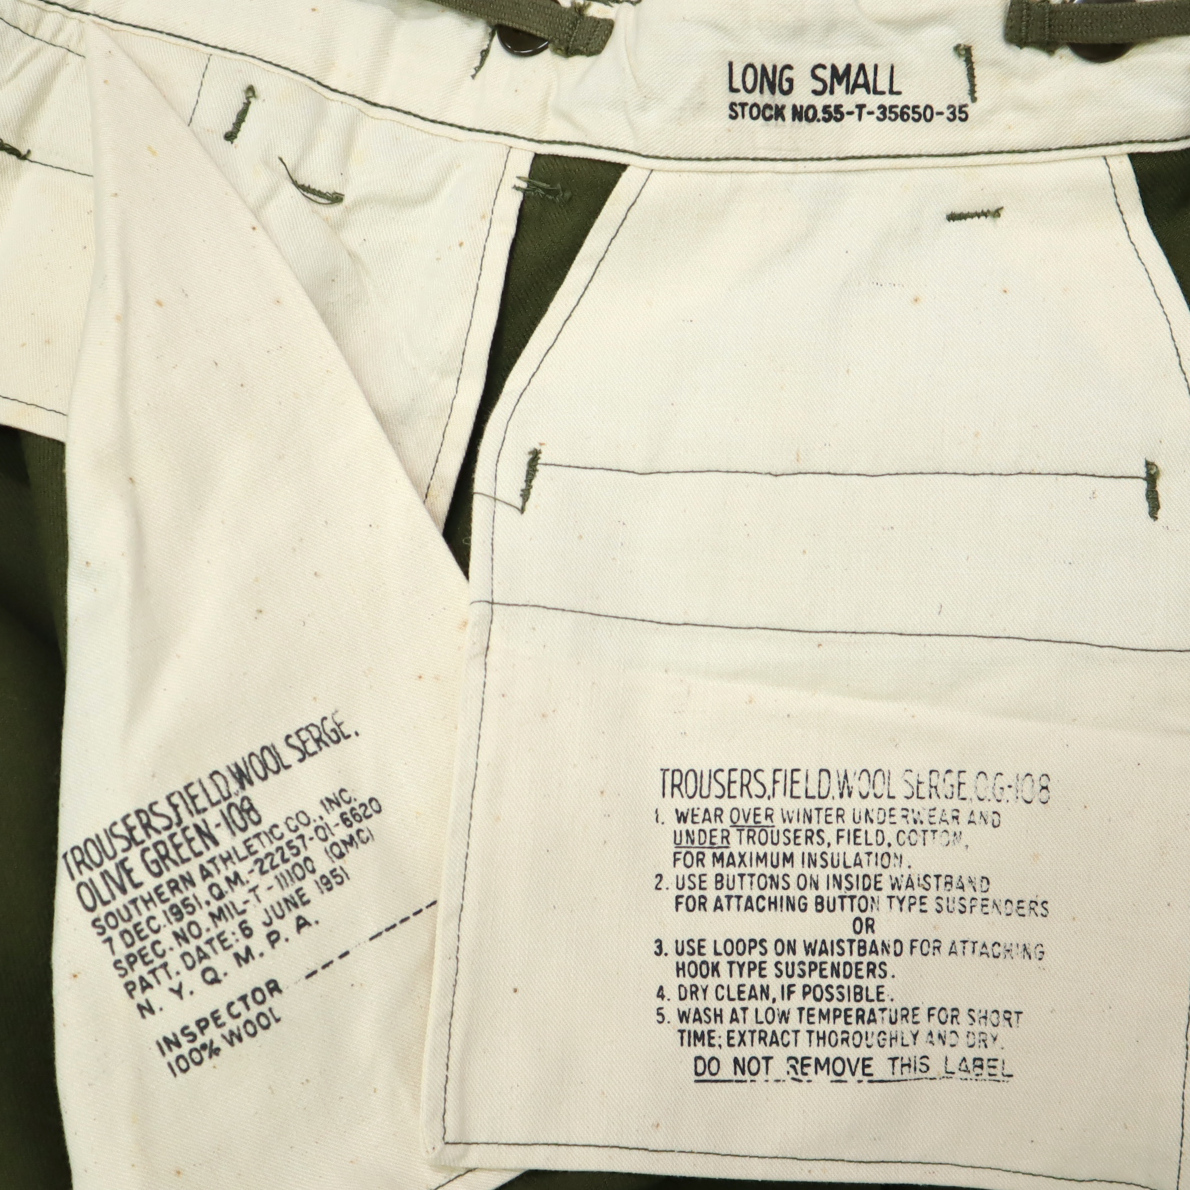 LONG SMALL
STOCK NO.55-T-35650-35
TROUSERS,FIELD,WOOL SERGE,
OLIVE GREEN-108
SOUTHERN ATHLETIC CO., INC.
7 DEC.1951, Q.M.-22257-01-6620
SPEC. NO. MIL-T-11100 (QMC)
PATT. DATE: 6 JUNE 1951
N. Y. Q. M. P. A.
INSPECTOR
100% WOOL
TROUSERS,FIELD,WOOL SERGE,O.G.-108
1. WEAR OVER WINTER UNDERWEAR AND
UNDER TROUSERS, FIELD, COTTON,
FOR MAXIMUM INSULATION.
2. USE BUTTONS ON INSIDE WAISTBAND
FOR ATTACHING BUTTON TYPE SUSPENDERS
OR
3. USE LOOPS ON WAISTBAND FOR ATTACHING
HOOK TYPE SUSPENDERS.
4. DRY CLEAN, IF POSSIBLE.
5. WASH AT LOW TEMPERATURE FOR SHORT
TIME; EXTRACT THOROUGHLY AND DRY.
DO NOT REMOVE THIS LABEL